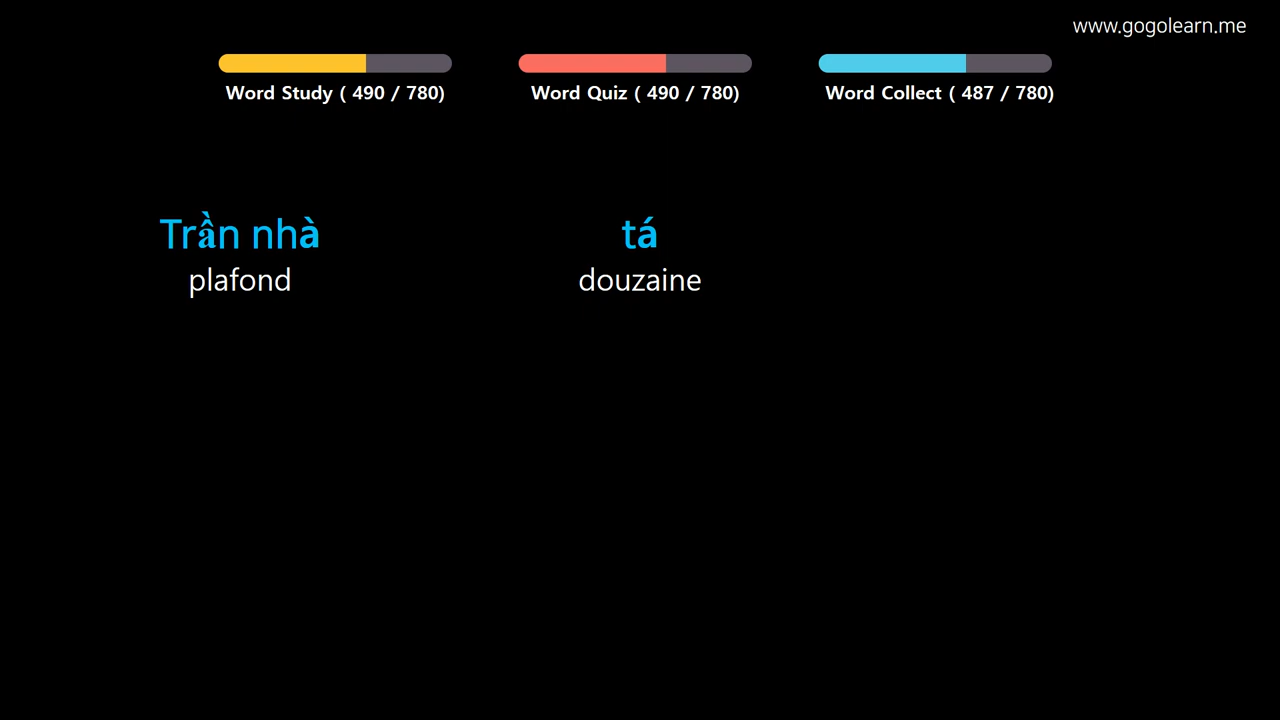 www.gogolearn.me
Word Study ( 490 / 780)
Word Quiz ( 490 / 780)
Word Collect ( 487 / 780)
Trần nhà
plafond
tá
douzaine